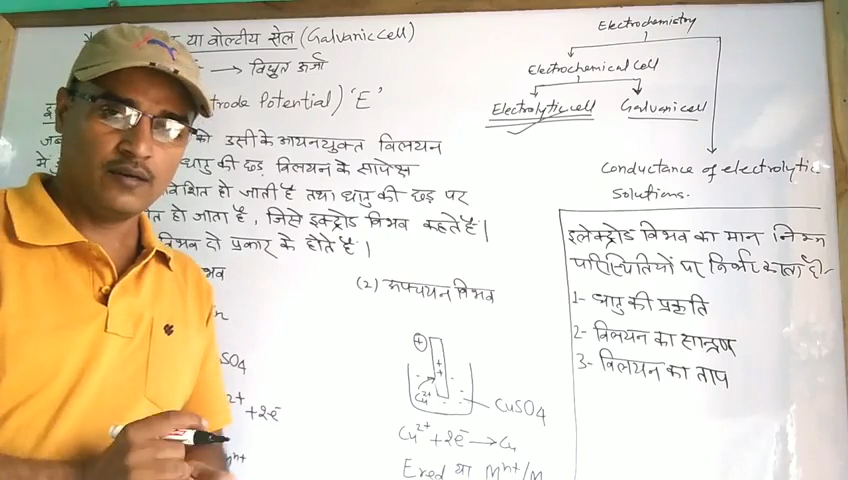 या वोल्टीय सेल (Galvanic cell)
→ विद्युत ऊर्जा
trode Potential) 'E'
की उसी के आयनयुक्त विलयन
में धातु की छड़ विलयन के सापेक्ष
वेशित हो जाती है तथा धातु की छड़ पर
हो जाता है, जिसे इलेक्ट्रोड विभव कहते है।
विभव दो प्रकार के होते है।
भव
(2) अपचयन विभव
SO4
2+ +2e-
Mn+
+
+
+
Cu2+
CuSO4
Cu2+ + 2e- → Cu
Ered या Mn+/M
Electrochemistry
Electrochemical cell
Electrolytic cell Galvanic cell
Conductance of electrolytic
Solutions.
इलेक्ट्रोड विभव का मान निम्न
परिस्थितियों पर निर्भर करता है-
1- धातु की प्रकृति
2- विलयन का सान्द्रण
3- विलयन का ताप